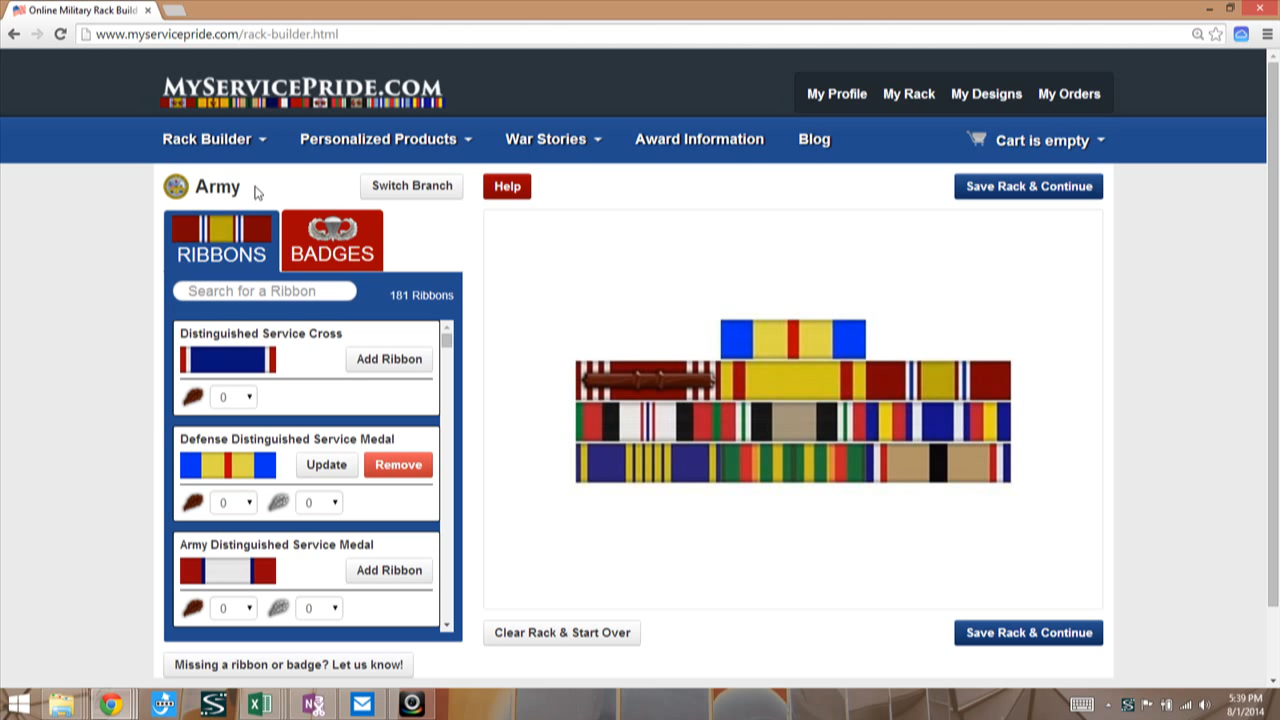 Online Military Rack Build
www.myservicepride.com/rack-builder.html
MyServicePride.com
My Profile My Rack My Designs My Orders
Rack Builder Personalized Products War Stories Award Information Blog Cart is empty
Army Switch Branch Help Save Rack & Continue
RIBBONS BADGES
Search for a Ribbon 181 Ribbons
Distinguished Service Cross
Add Ribbon
0
Defense Distinguished Service Medal
Update Remove
0 0
Army Distinguished Service Medal
Add Ribbon
0 0
Clear Rack & Start Over Save Rack & Continue
Missing a ribbon or badge? Let us know!
5:39 PM
8/1/2014